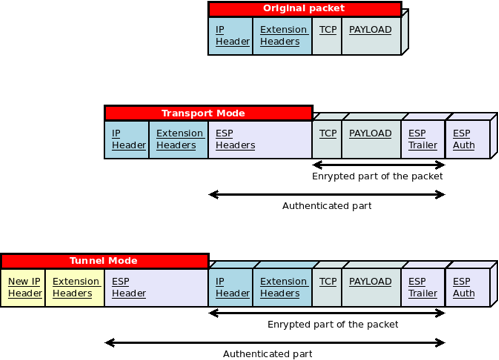 Original packet
IP Header
Extension Headers
TCP
PAYLOAD
Transport Mode
IP Header
Extension Headers
ESP Headers
TCP
PAYLOAD
ESP Trailer
ESP Auth
Enrypted part of the packet
Authenticated part
Tunnel Mode
New IP Header
Extension Headers
ESP Header
IP Header
Extension Headers
TCP
PAYLOAD
ESP Trailer
ESP Auth
Enrypted part of the packet
Authenticated part